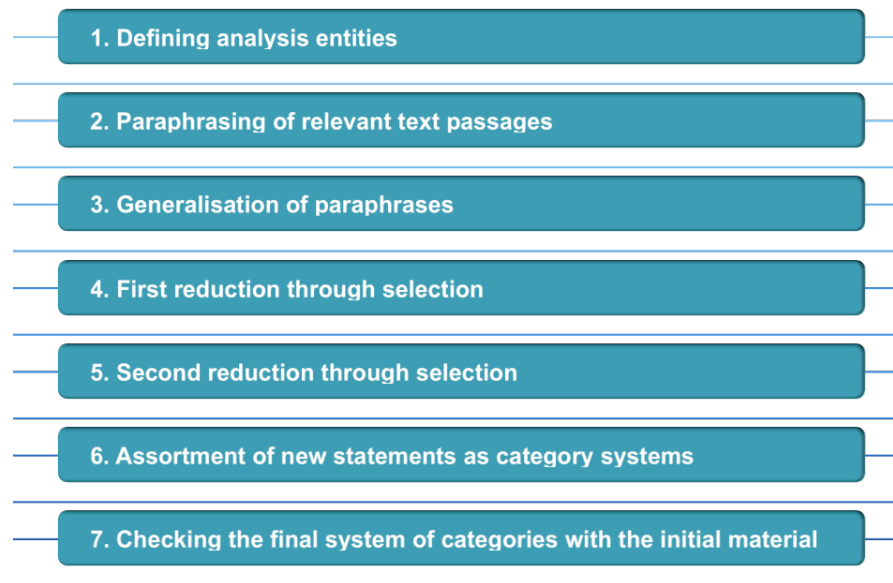 1. Defining analysis entities
2. Paraphrasing of relevant text passages
3. Generalisation of paraphrases
4. First reduction through selection
5. Second reduction through selection
6. Assortment of new statements as category systems
7. Checking the final system of categories with the initial material